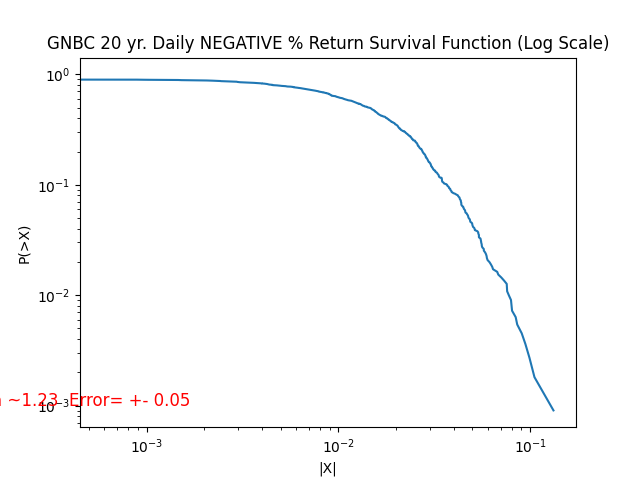 GNBC 20 yr. Daily NEGATIVE % Return Survival Function (Log Scale)
10⁰
10⁻¹
P(>X)
10⁻²
~1.23 Error= +- 0.05
10⁻³
10⁻³ 10⁻² 10⁻¹
|X|